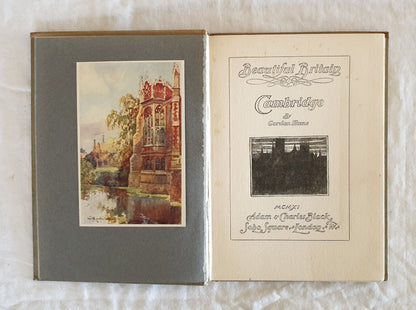 Beautiful Britain
Cambridge
By
Gordon Home
MCMXI
Adam & Charles Black
Soho Square London W